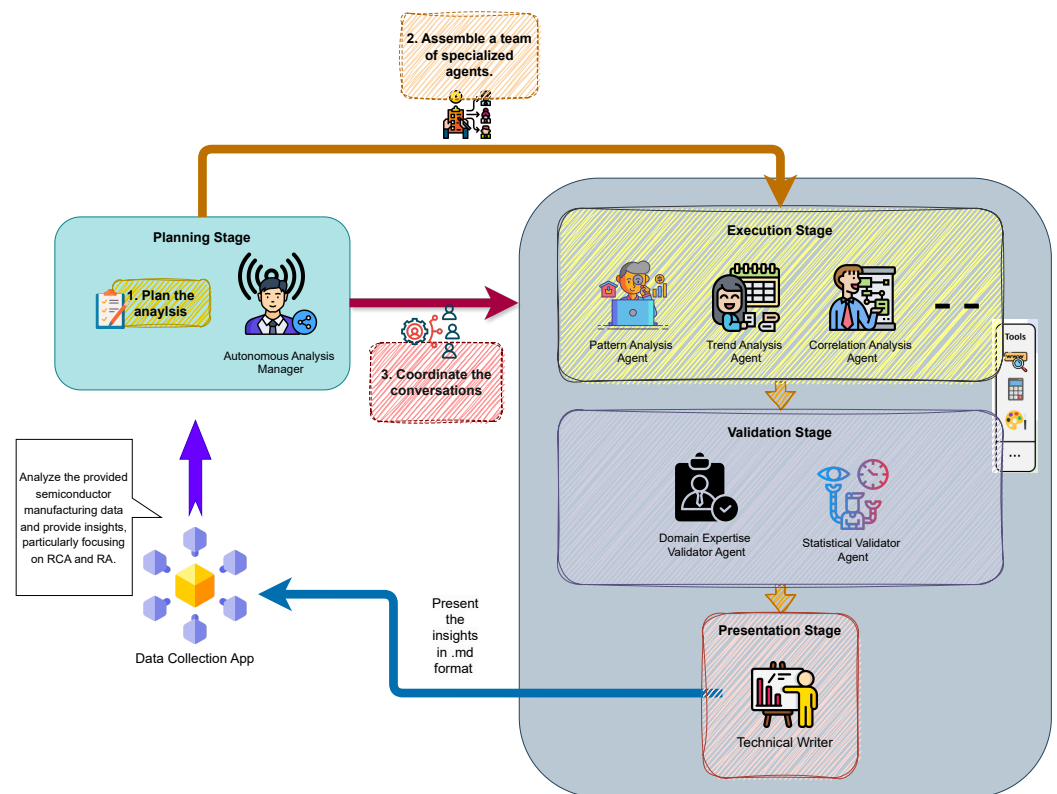 2. Assemble a team
of specialized
agents.
Planning Stage
1. Plan the
anaylsis
Autonomous Analysis
Manager
3. Coordinate the
conversations
Execution Stage
Pattern Analysis
Agent
Trend Analysis
Agent
Correlation Analysis
Agent
Tools
...
Validation Stage
Domain Expertise
Validator Agent
Statistical Validator
Agent
Presentation Stage
Technical Writer
Present
the
insights
in .md
format
Analyze the provided
semiconductor
manufacturing data
and provide insights,
particularly focusing
on RCA and RA.
Data Collection App